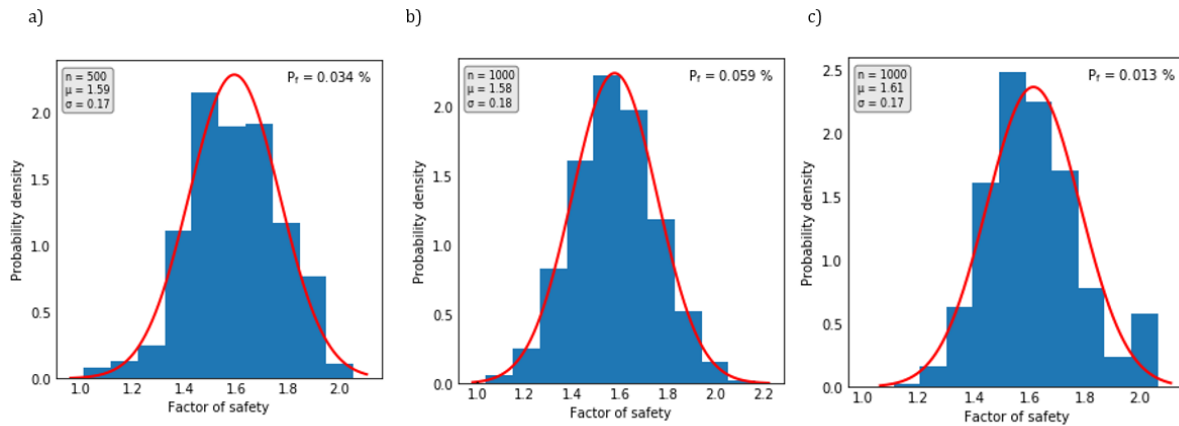 a)
b)
c)
n = 500
μ = 1.59
σ = 0.17
Pf = 0.034 %
Probability density
2.0
1.5
1.0
0.5
0.0
1.0 1.2 1.4 1.6 1.8 2.0
Factor of safety
n = 1000
μ = 1.58
σ = 0.18
Pf = 0.059 %
Probability density
2.0
1.5
1.0
0.5
0.0
1.0 1.2 1.4 1.6 1.8 2.0 2.2
Factor of safety
n = 1000
μ = 1.61
σ = 0.17
Pf = 0.013 %
Probability density
2.5
2.0
1.5
1.0
0.5
0.0
1.0 1.2 1.4 1.6 1.8 2.0
Factor of safety